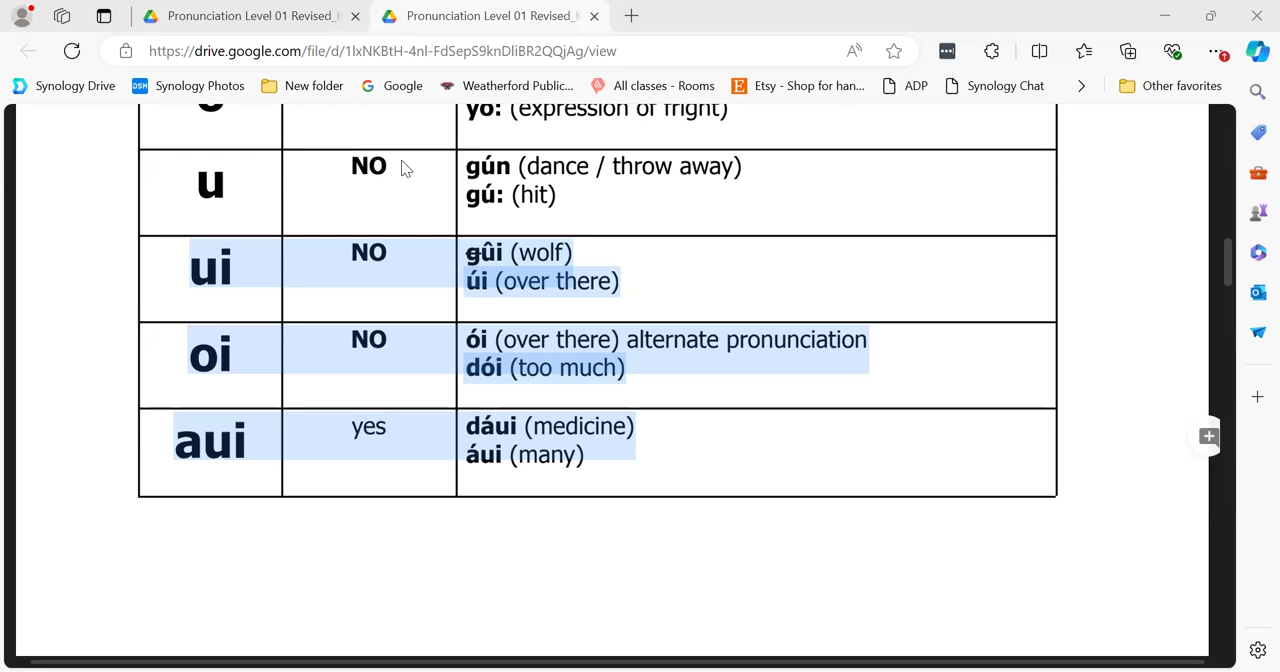 Pronunciation Level 01 Revised_K
Pronunciation Level 01 Revised_K
https://drive.google.com/file/d/1lxNKBtH-4nI-FdSepS9knDliBR2QQjAg/view
Synology Drive
DSM Synology Photos
New folder
Google
Weatherford Public...
All classes - Rooms
Etsy - Shop for han...
ADP
Synology Chat
Other favorites
yó: (expression of fright)
u NO gún (dance / throw away)
gú: (hit)
ui NO g̶ûi (wolf)
úi (over there)
oi NO ói (over there) alternate pronunciation
dói (too much)
aui yes dáui (medicine)
áui (many)